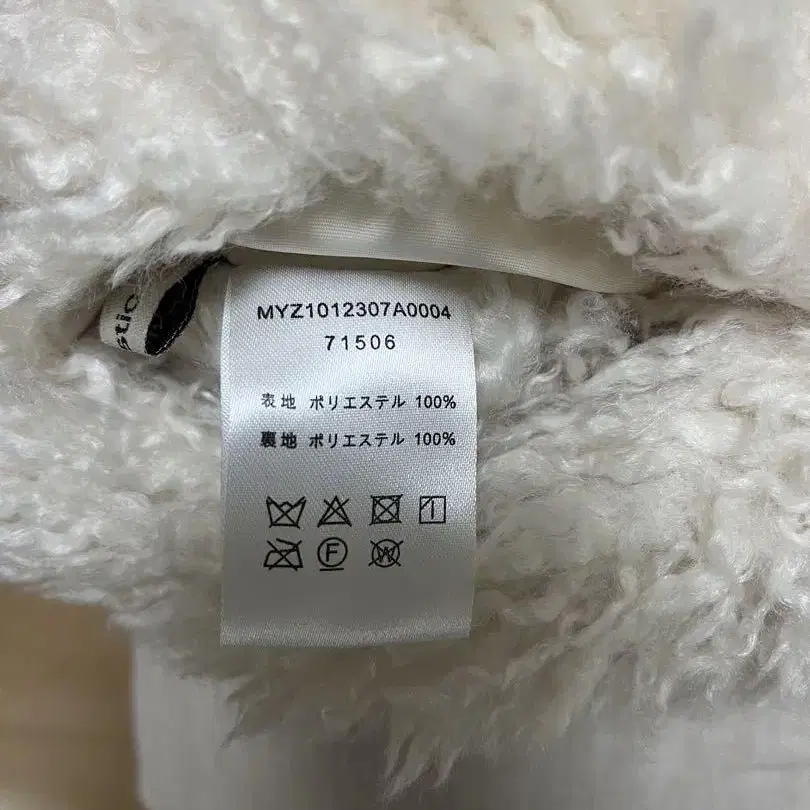 MYZ1012307A0004
71506
表地 ポリエステル 100%
裏地 ポリエステル 100%
F W